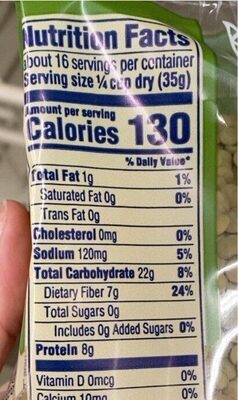 Nutrition Facts
about 16 servings per container
Serving size ¼ cup dry (35g)
Amount per serving
Calories 130
% Daily Value*
Total Fat 1g 1%
Saturated Fat 0g 0%
Trans Fat 0g
Cholesterol 0mg 0%
Sodium 120mg 5%
Total Carbohydrate 22g 8%
Dietary Fiber 7g 24%
Total Sugars 0g
Includes 0g Added Sugars 0%
Protein 8g
Vitamin D 0mcg 0%
Calcium 10mg 0%